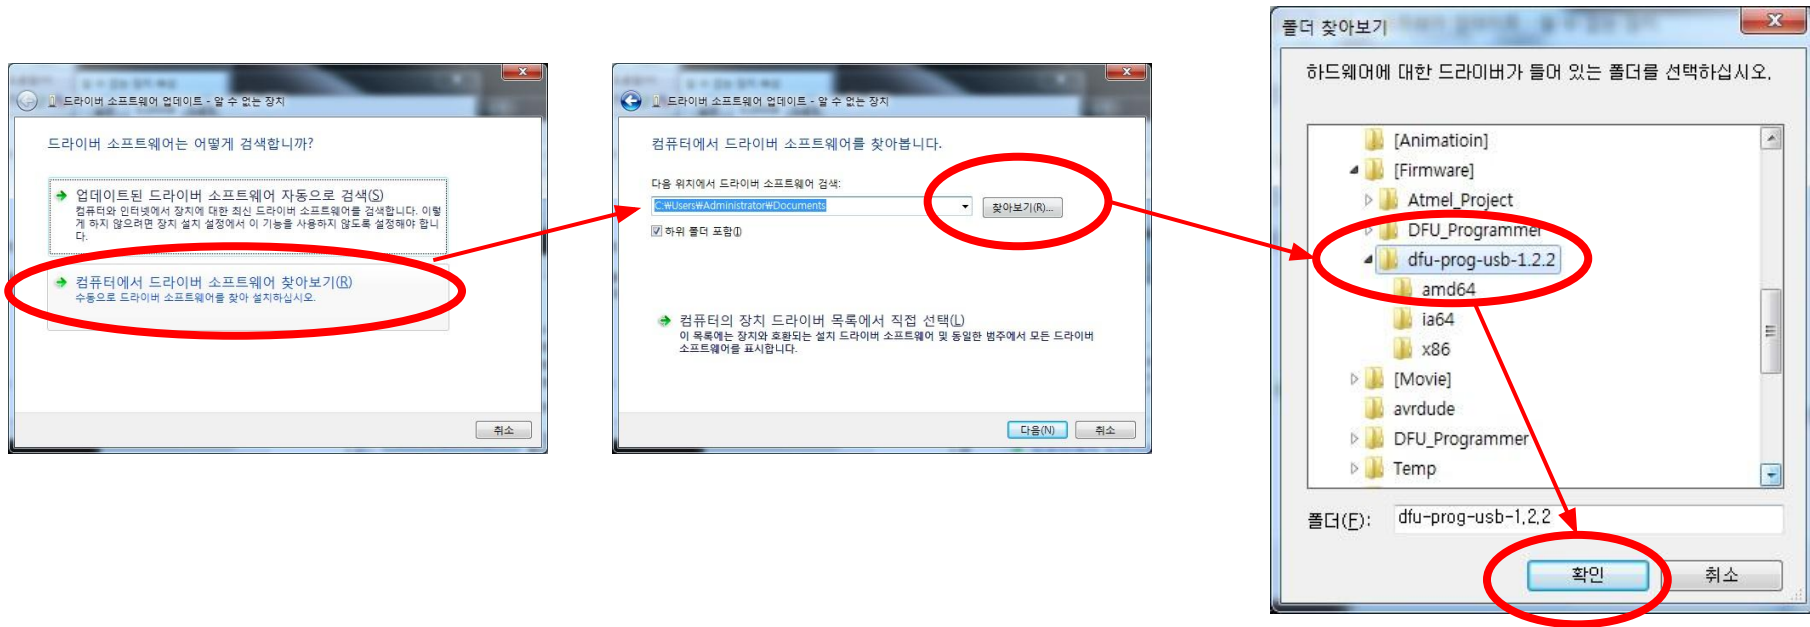 드라이버 소프트웨어 업데이트 - 알 수 없는 장치
드라이버 소프트웨어는 어떻게 검색합니까?
업데이트된 드라이버 소프트웨어 자동으로 검색(S)
컴퓨터와 인터넷에서 장치에 대한 최신 드라이버 소프트웨어를 검색합니다. 이렇
게 하지 않으려면 장치 설치 설정에서 이 기능을 사용하지 않도록 설정해야 합니
다.
컴퓨터에서 드라이버 소프트웨어 찾아보기(R)
수동으로 드라이버 소프트웨어를 찾아 설치하십시오.
취소
드라이버 소프트웨어 업데이트 - 알 수 없는 장치
컴퓨터에서 드라이버 소프트웨어를 찾아봅니다.
다음 위치에서 드라이버 소프트웨어 검색:
C:₩Users₩Administrator₩Documents
찾아보기(R)...
하위 폴더 포함(I)
컴퓨터의 장치 드라이버 목록에서 직접 선택(L)
이 목록에는 장치와 호환되는 설치 드라이버 소프트웨어 및 동일한 범주에서 모든 드라이버
소프트웨어를 표시합니다.
다음(N)
취소
폴더 찾아보기
하드웨어에 대한 드라이버가 들어 있는 폴더를 선택하십시오.
[Animatioin]
[Firmware]
Atmel_Project
DFU_Programmer
dfu-prog-usb-1.2.2
amd64
ia64
x86
[Movie]
avrdude
DFU_Programmer
Temp
폴더(F):
dfu-prog-usb-1.2.2
확인
취소